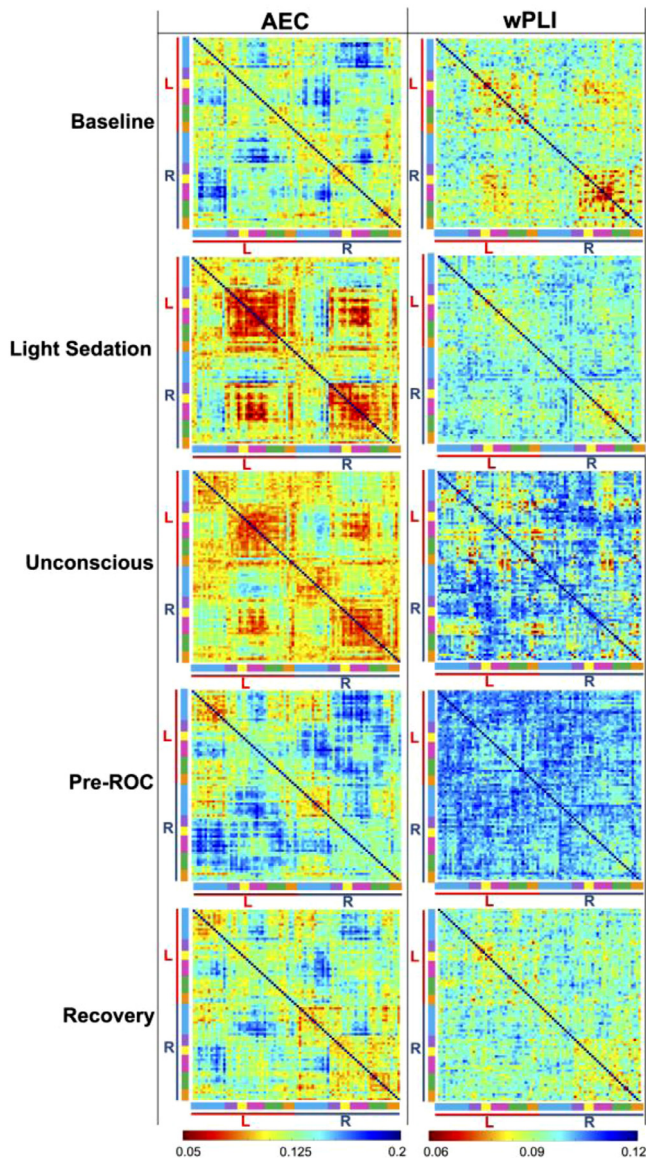 AEC wPLI
L
Baseline
R
L R L R
L
Light Sedation
R
L R L R
L
Unconscious
R
L R L R
L
Pre-ROC
R
L R L R
L
Recovery
R
L R L R
0.05 0.125 0.2 0.06 0.09 0.12